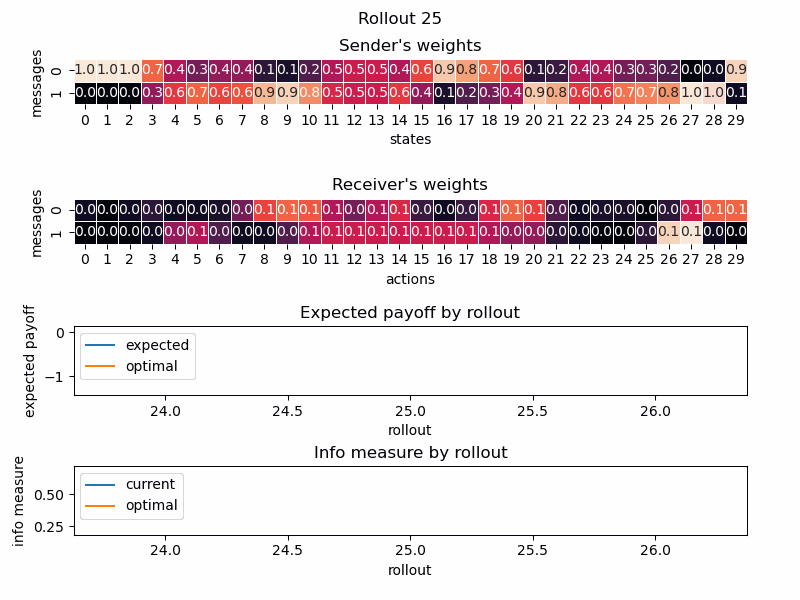 Rollout 25
Sender's weights
messages
0 1.0 1.0 1.0 0.7 0.4 0.3 0.4 0.4 0.1 0.1 0.2 0.5 0.5 0.5 0.4 0.6 0.9 0.8 0.7 0.6 0.1 0.2 0.4 0.4 0.3 0.3 0.2 0.0 0.0 0.9
1 0.0 0.0 0.0 0.3 0.6 0.7 0.6 0.6 0.9 0.9 0.8 0.5 0.5 0.5 0.6 0.4 0.1 0.2 0.3 0.4 0.9 0.8 0.6 0.6 0.7 0.7 0.8 1.0 1.0 0.1
0 1 2 3 4 5 6 7 8 9 10 11 12 13 14 15 16 17 18 19 20 21 22 23 24 25 26 27 28 29
states
Receiver's weights
messages
0 0.0 0.0 0.0 0.0 0.0 0.0 0.0 0.0 0.1 0.1 0.1 0.1 0.0 0.1 0.1 0.0 0.0 0.0 0.1 0.1 0.1 0.0 0.0 0.0 0.0 0.0 0.0 0.1 0.1 0.1
1 0.0 0.0 0.0 0.0 0.0 0.1 0.0 0.0 0.0 0.0 0.1 0.1 0.1 0.1 0.1 0.1 0.1 0.1 0.1 0.0 0.0 0.0 0.0 0.0 0.0 0.0 0.1 0.1 0.0 0.0
0 1 2 3 4 5 6 7 8 9 10 11 12 13 14 15 16 17 18 19 20 21 22 23 24 25 26 27 28 29
actions
Expected payoff by rollout
expected payoff
0
−1
expected
optimal
24.0 24.5 25.0 25.5 26.0
rollout
Info measure by rollout
info measure
0.50
0.25
current
optimal
24.0 24.5 25.0 25.5 26.0
rollout